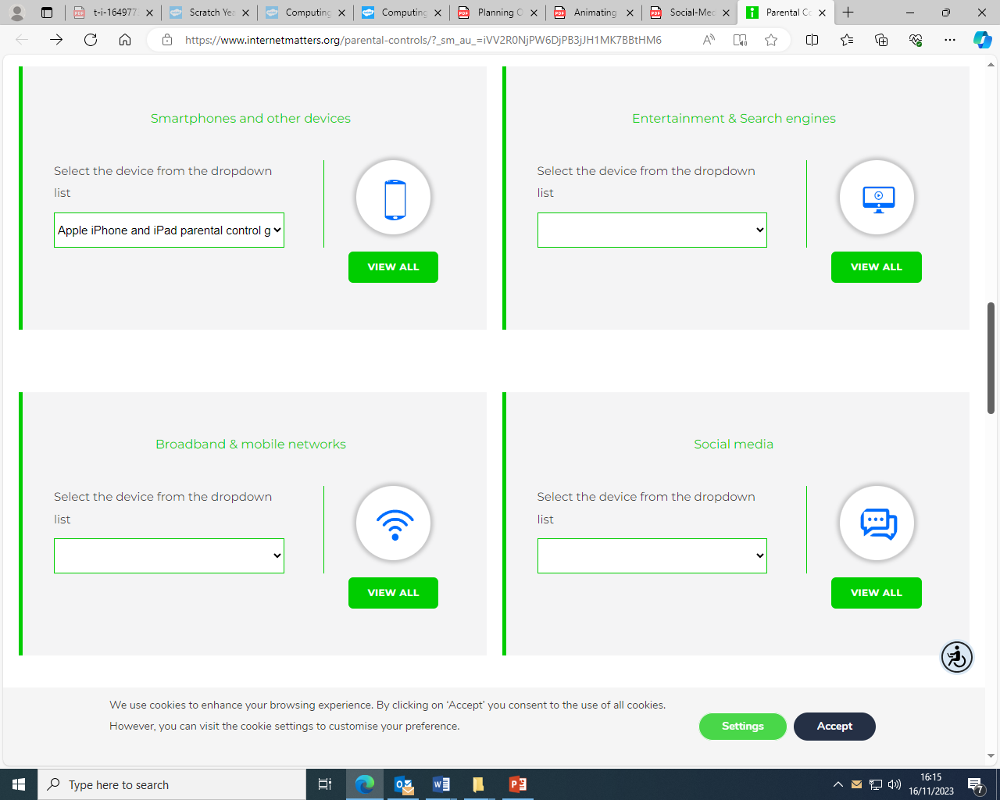 t-i-164977
Scratch Yea
Computing
Computing
Planning O
Animating
Social-Med
Parental Co
https://www.internetmatters.org/parental-controls/?_sm_au_=iVV2R0NjPW6DjPB3jJH1MK7BBtHM6
Smartphones and other devices
Select the device from the dropdown
list
Apple iPhone and iPad parental control g
VIEW ALL
Entertainment & Search engines
Select the device from the dropdown
list
VIEW ALL
Broadband & mobile networks
Select the device from the dropdown
list
VIEW ALL
Social media
Select the device from the dropdown
list
VIEW ALL
We use cookies to enhance your browsing experience. By clicking on ‘Accept’ you consent to the use of all cookies.
However, you can visit the cookie settings to customise your preference.
Settings
Accept
Type here to search
16:15
16/11/2023
7